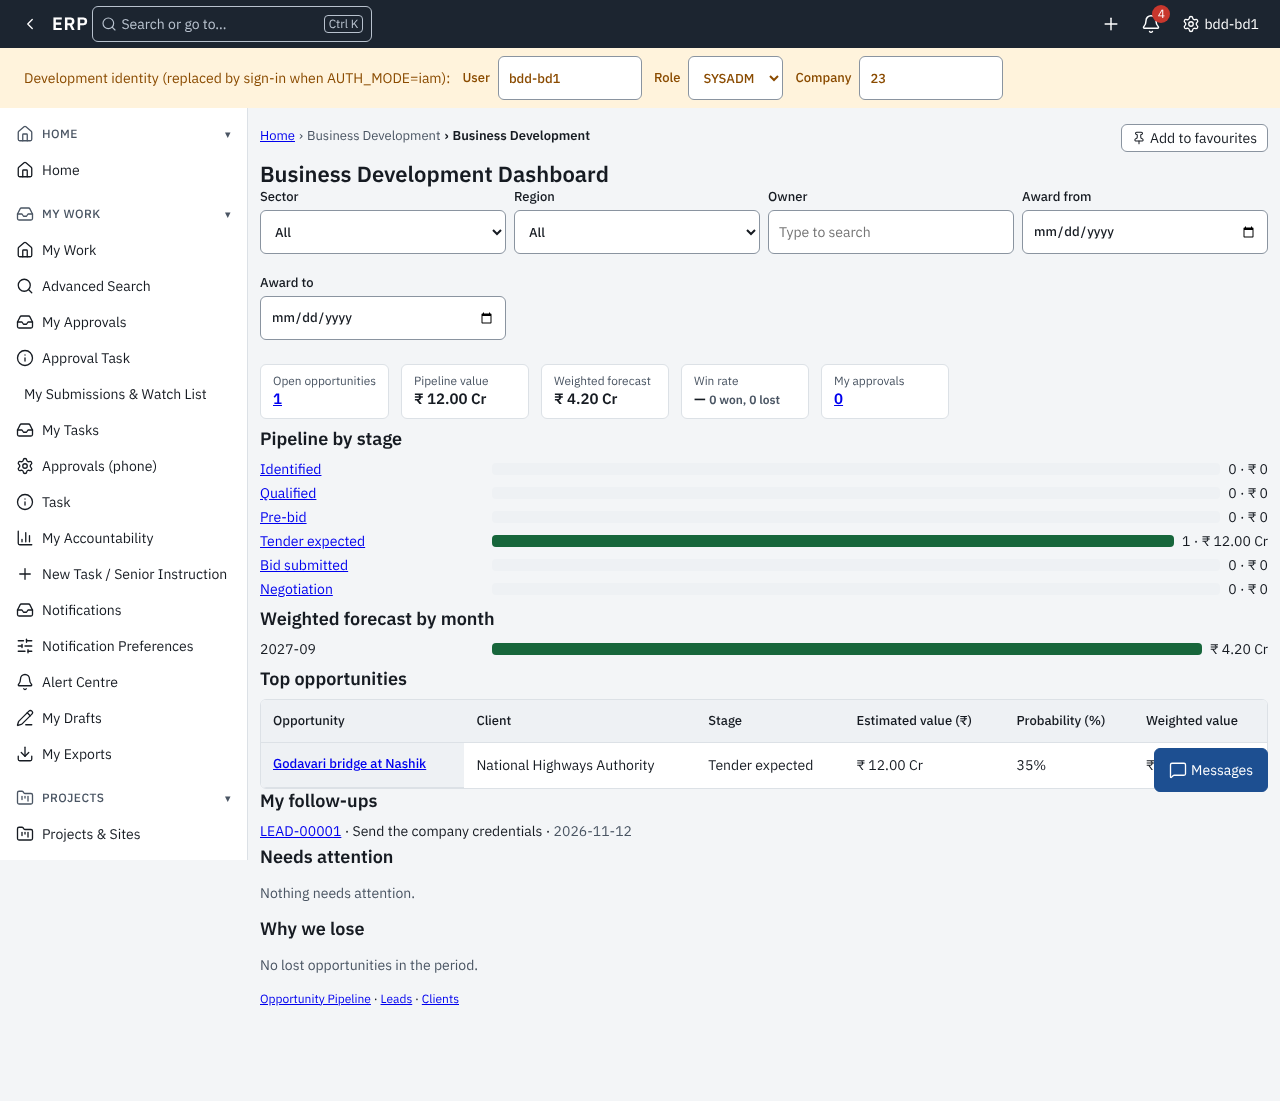 ERP
Search or go to...
Ctrl K
4
bdd-bd1
Development identity (replaced by sign-in when AUTH_MODE=iam):
User
bdd-bd1
Role
SYSADM
Company
23
HOME
Home
MY WORK
My Work
Advanced Search
My Approvals
Approval Task
My Submissions & Watch List
My Tasks
Approvals (phone)
Task
My Accountability
New Task / Senior Instruction
Notifications
Notification Preferences
Alert Centre
My Drafts
My Exports
PROJECTS
Projects & Sites
Home › Business Development › Business Development
Add to favourites
Business Development Dashboard
Sector
Region
Owner
Award from
All
All
Type to search
mm/dd/yyyy
Award to
mm/dd/yyyy
Open opportunities
1
Pipeline value
₹ 12.00 Cr
Weighted forecast
₹ 4.20 Cr
Win rate
— 0 won, 0 lost
My approvals
0
Pipeline by stage
Identified 0 · ₹ 0
Qualified 0 · ₹ 0
Pre-bid 0 · ₹ 0
Tender expected 1 · ₹ 12.00 Cr
Bid submitted 0 · ₹ 0
Negotiation 0 · ₹ 0
Weighted forecast by month
2027-09 ₹ 4.20 Cr
Top opportunities
Opportunity Client Stage Estimated value (₹) Probability (%) Weighted value
Godavari bridge at Nashik National Highways Authority Tender expected ₹ 12.00 Cr 35% ₹
Messages
My follow-ups
LEAD-00001 · Send the company credentials · 2026-11-12
Needs attention
Nothing needs attention.
Why we lose
No lost opportunities in the period.
Opportunity Pipeline · Leads · Clients